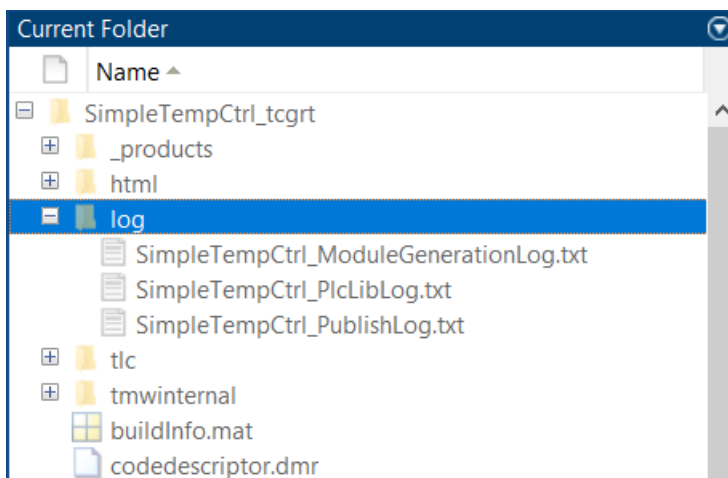 Current Folder
Name
SimpleTempCtrl_tcgrt
_products
html
log
SimpleTempCtrl_ModuleGenerationLog.txt
SimpleTempCtrl_PlcLibLog.txt
SimpleTempCtrl_PublishLog.txt
tlc
tmwinternal
buildInfo.mat
codedescriptor.dmr